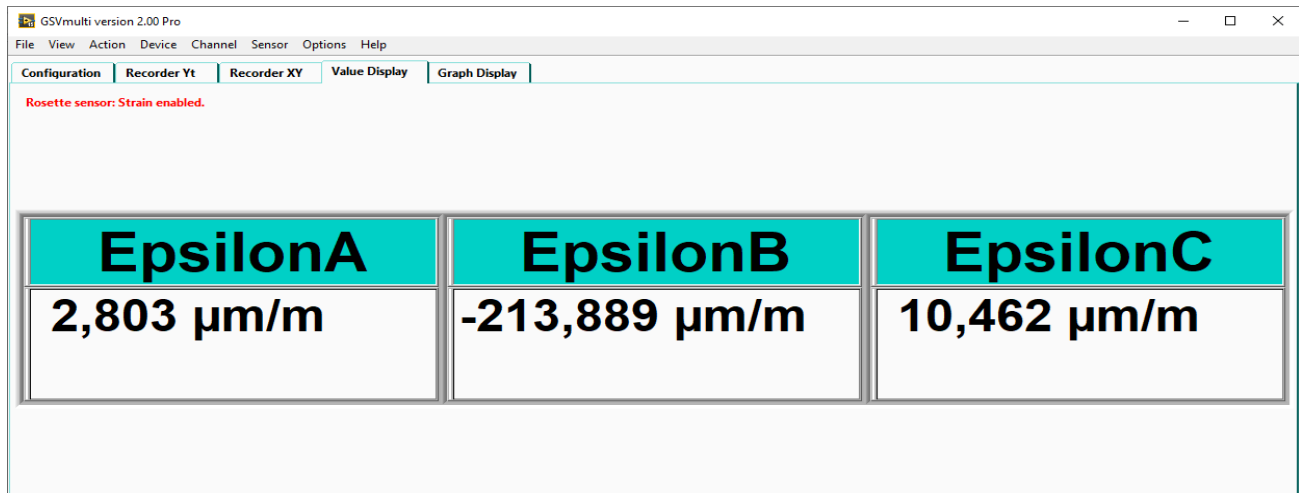 GSVmulti version 2.00 Pro
File View Action Device Channel Sensor Options Help
Configuration Recorder Yt Recorder XY Value Display Graph Display
Rosette sensor: Strain enabled.
EpsilonA EpsilonB EpsilonC
2,803 µm/m -213,889 µm/m 10,462 µm/m